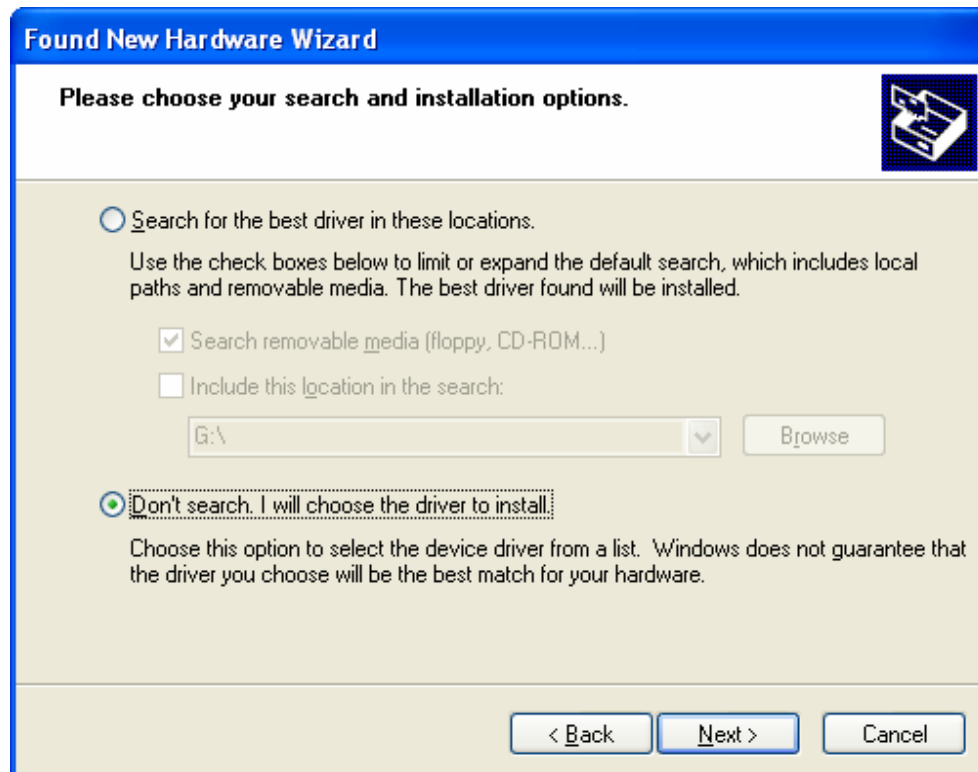 Found New Hardware Wizard
Please choose your search and installation options.
Search for the best driver in these locations.
Use the check boxes below to limit or expand the default search, which includes local
paths and removable media. The best driver found will be installed.
Search removable media (floppy, CD-ROM...)
Include this location in the search:
G:\
Browse
Don't search. I will choose the driver to install.
Choose this option to select the device driver from a list. Windows does not guarantee that
the driver you choose will be the best match for your hardware.
< Back Next > Cancel